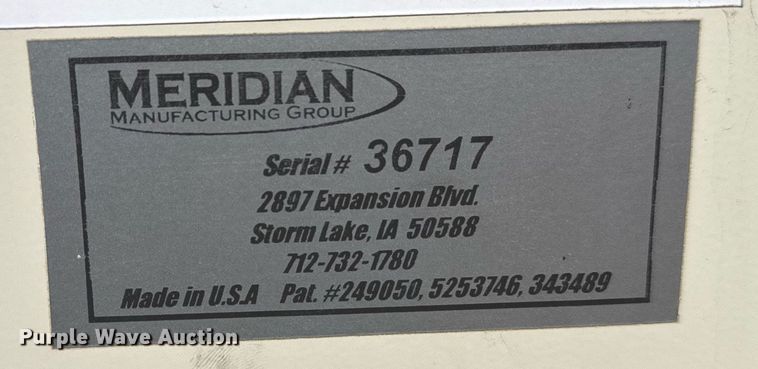 MERIDIAN
MANUFACTURING GROUP
Serial # 36717
2897 Expansion Blvd.
Storm Lake, IA 50588
712-732-1780
Made in U.S.A Pat. #249050, 5253746, 343489
Purple Wave Auction